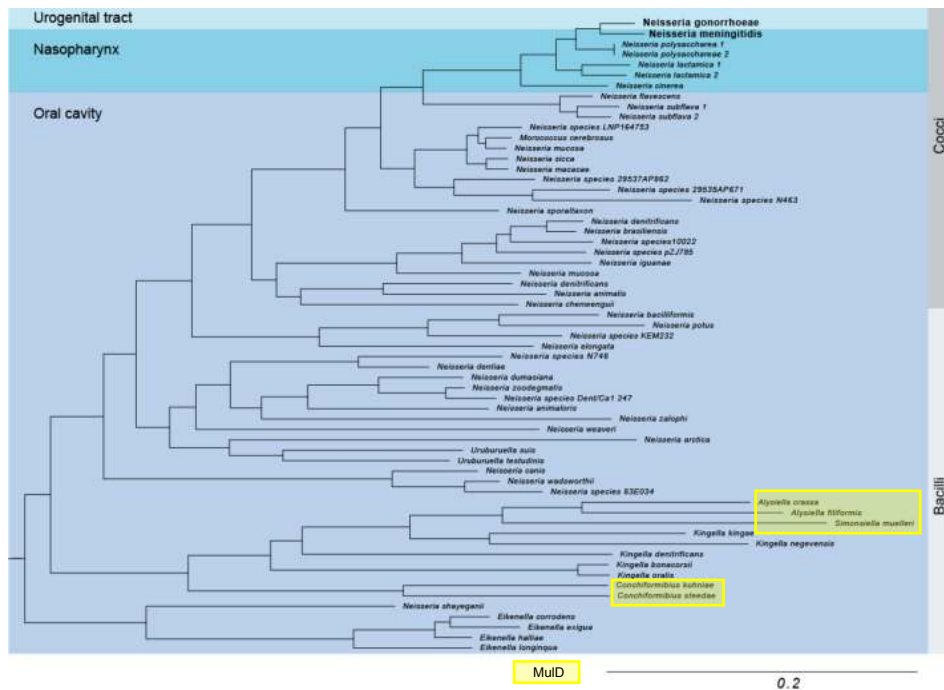 Urogenital tract
Nasopharynx
Oral cavity
Neisseria gonorrhoeae
Neisseria meningitidis
Neisseria polysaccharea 1
Neisseria polysaccharea 2
Neisseria lactamica 1
Neisseria lactamica 2
Neisseria cinerea
Neisseria flavescens
Neisseria subflava 1
Neisseria subflava 2
Neisseria species LNP164753
Morococcus cerebrosus
Neisseria mucosa
Neisseria sicca
Neisseria macacae
Neisseria species 29537AP862
Neisseria species 29535AP671
Neisseria species N463
Neisseria sporaltaxon
Neisseria denitrificans
Neisseria brasiliensis
Neisseria species10022
Neisseria species p2J785
Neisseria iguanae
Neisseria mucosa
Neisseria denitrificans
Neisseria animalis
Neisseria chenwenguii
Neisseria bacilliformis
Neisseria potus
Neisseria species KEM232
Neisseria elongata
Neisseria species N746
Neisseria dentiae
Neisseria dumasiana
Neisseria zoodegmatis
Neisseria species Dent/Ca1 247
Neisseria animaloris
Neisseria zalophi
Neisseria weaveri
Neisseria arctica
Uruburuella suis
Uruburuella testudinis
Neisseria canis
Neisseria wadsworthii
Neisseria species 83E034
Alysiella crassa
Alysiella filiformis
Simonsiella muelleri
Kingella kingae
Kingella negevensis
Kingella denitrificans
Kingella bonacorsii
Kingella oralis
Conchiformibius kuhniae
Conchiformibius steedae
Neisseria shayeganii
Eikenella corrodens
Eikenella exigua
Eikenella halliae
Eikenella longinqua
Cocci
Bacilli
MulD
0.2